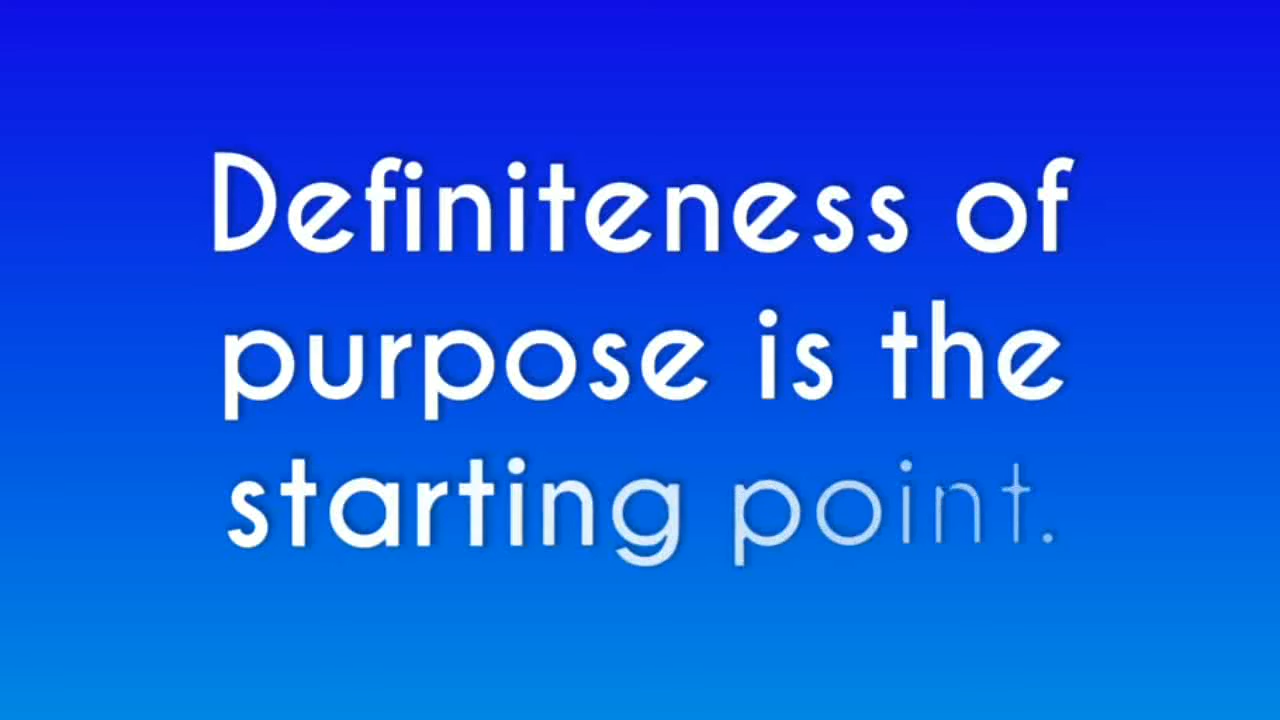 Definiteness of
purpose is the
starting point.